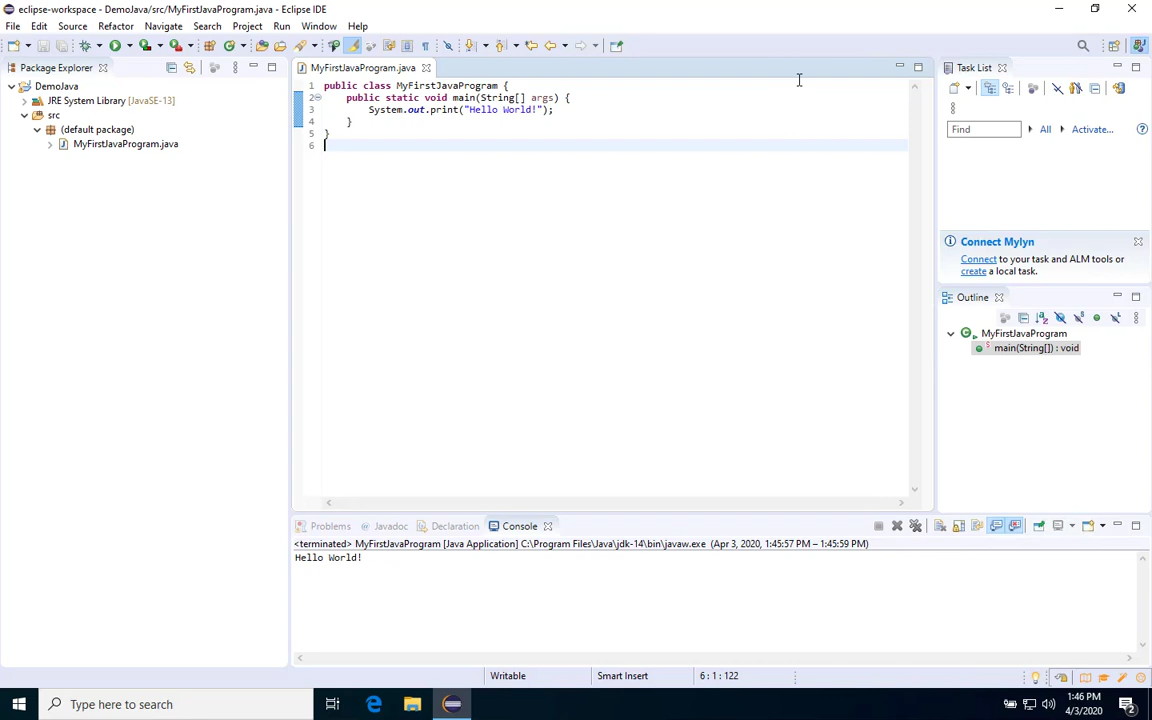 eclipse-workspace - DemoJava/src/MyFirstJavaProgram.java - Eclipse IDE
File Edit Source Refactor Navigate Search Project Run Window Help
Package Explorer
DemoJava
JRE System Library [JavaSE-13]
src
(default package)
MyFirstJavaProgram.java
MyFirstJavaProgram.java
1 public class MyFirstJavaProgram {
2 public static void main(String[] args) {
3 System.out.print("Hello World!");
4 }
5 }
6
Task List
Find All Activate...
Connect Mylyn
Connect to your task and ALM tools or
create a local task.
Outline
MyFirstJavaProgram
main(String[]) : void
Problems Javadoc Declaration Console
<terminated> MyFirstJavaProgram [Java Application] C:\Program Files\Java\jdk-14\bin\javaw.exe (Apr 3, 2020, 1:45:57 PM – 1:45:59 PM)
Hello World!
Writable Smart Insert 6 : 1 : 122
Type here to search
1:46 PM
4/3/2020
2